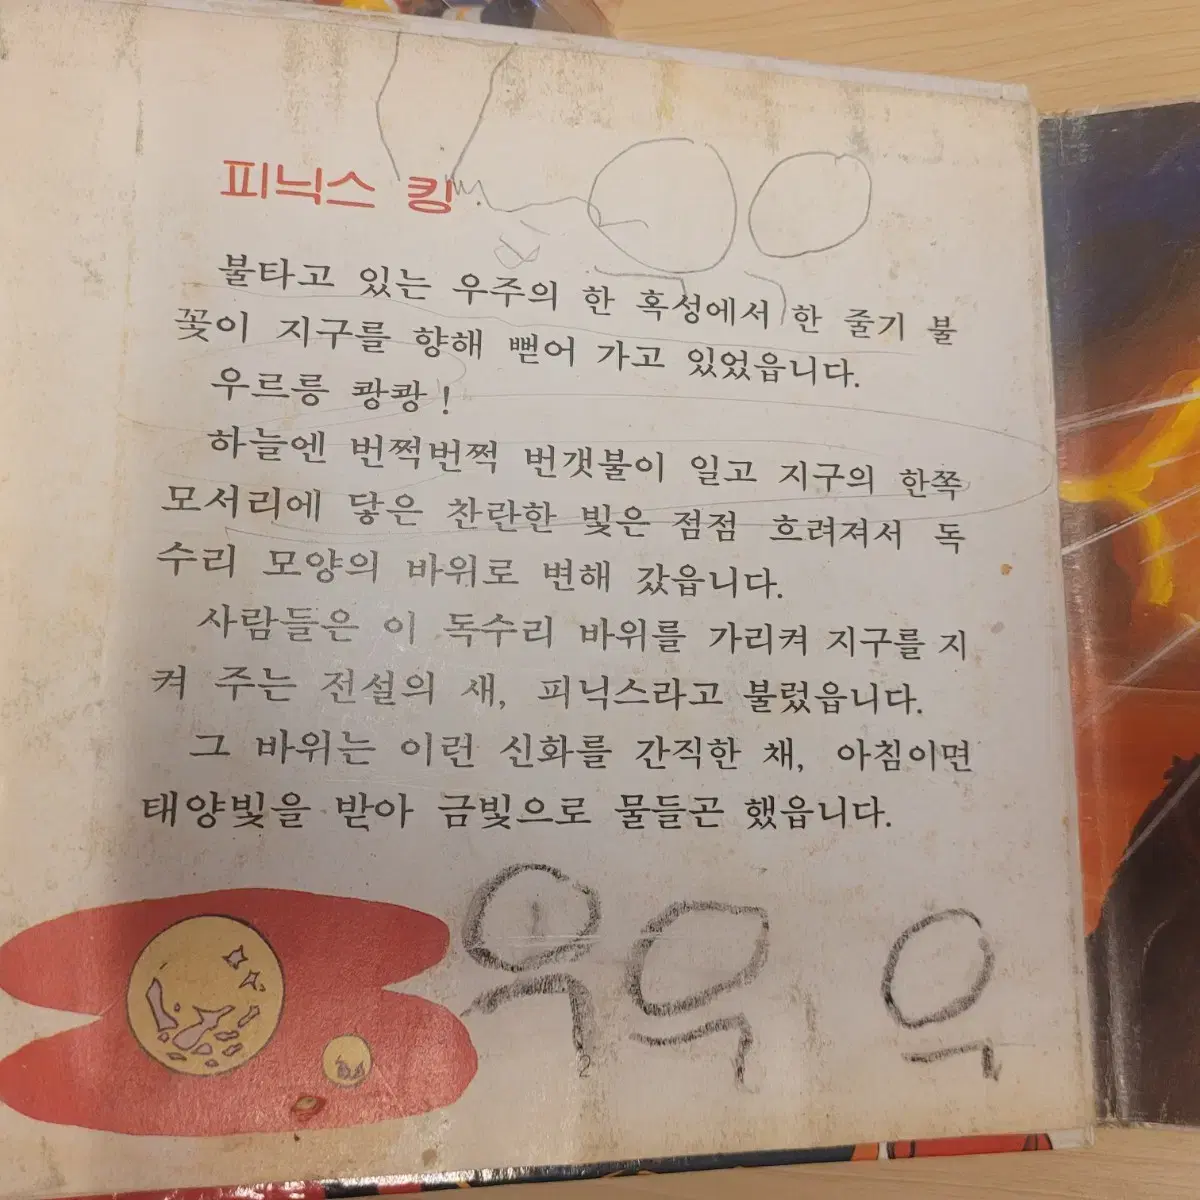 피닉스 킹
불타고 있는 우주의 한 혹성에서 한 줄기 불
꽃이 지구를 향해 뻗어 가고 있었읍니다.
우르릉 쾅쾅!
하늘엔 번쩍번쩍 번갯불이 일고 지구의 한쪽
모서리에 닿은 찬란한 빛은 점점 흐려져서 독
수리 모양의 바위로 변해 갔읍니다.
사람들은 이 독수리 바위를 가리켜 지구를 지
켜 주는 전설의 새, 피닉스라고 불렀읍니다.
그 바위는 이런 신화를 간직한 채, 아침이면
태양빛을 받아 금빛으로 물들곤 했읍니다.
욱 윽 윽
2